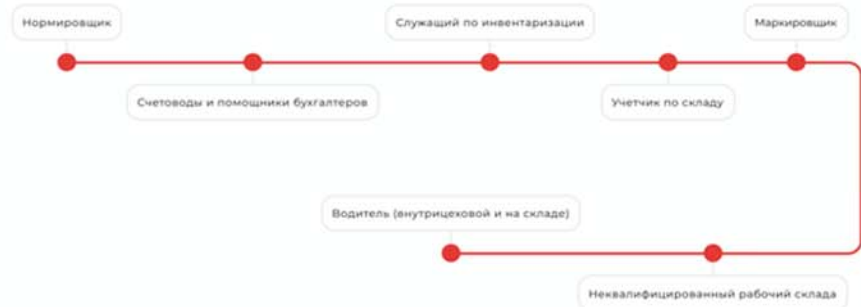 Нормировщик
Счетоводы и помощники бухгалтеров
Служащий по инвентаризации
Учетчик по складу
Маркировщик
Неквалифицированный рабочий склада
Водитель (внутрицеховой и на складе)